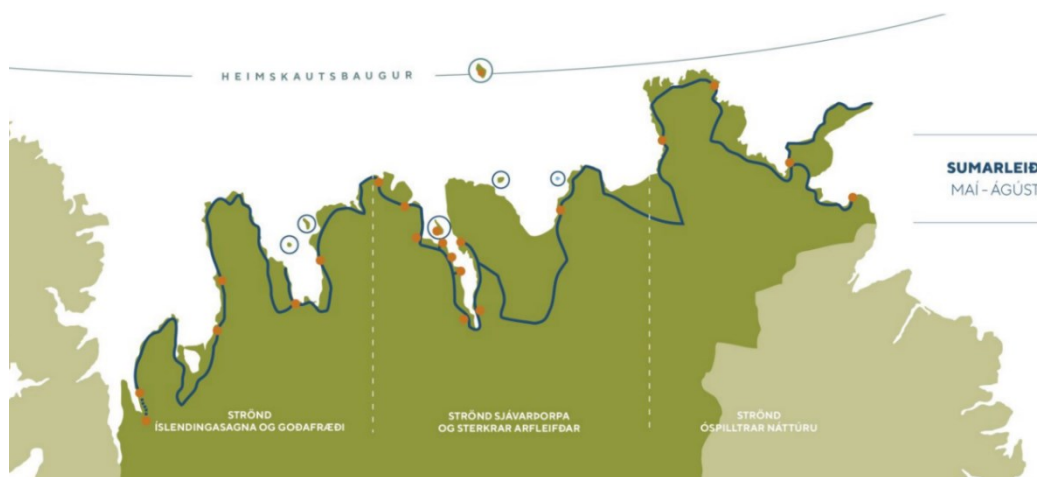 HEIMSKAUTSBAUGUR
SUMARLEIÐ
MAÍ – ÁGÚST
STRÖND
ÍSLENDINGASAGNA OG GOÐAFRÆÐI
STRÖND SJÁVARÞORPA
OG STERKRAR ARFLEIFÐAR
STRÖND
ÓSPILLTRAR NÁTTÚRU